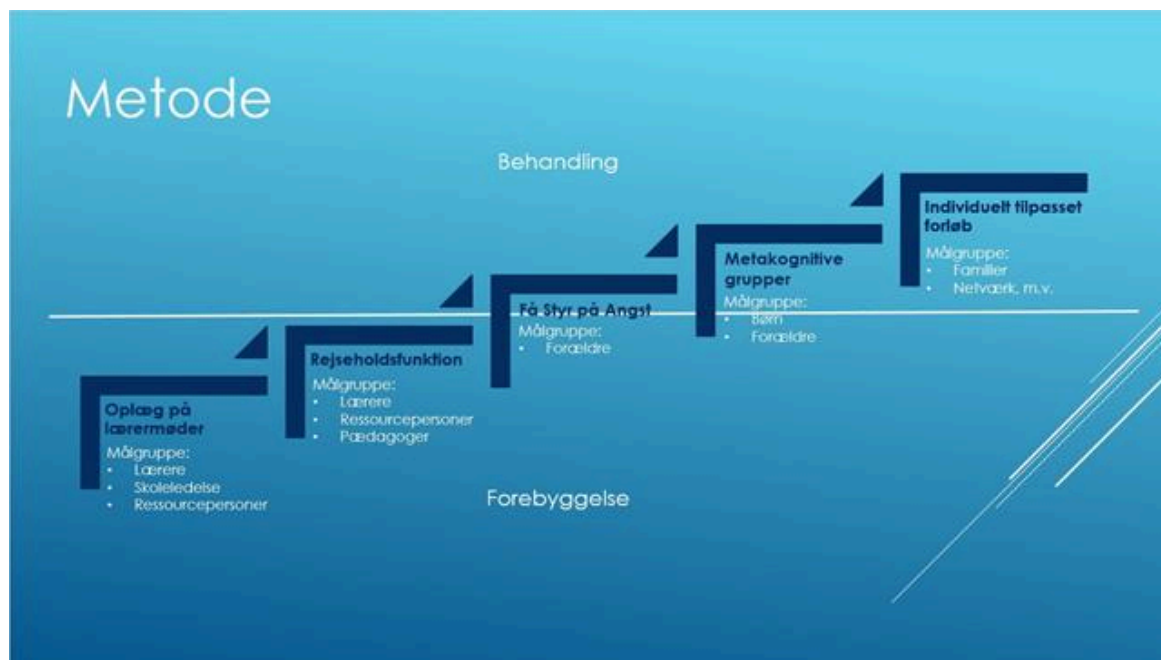 Metode
Behandling
Oplæg på
lærermøder
Målgruppe:
• Lærere
• Skoleledelse
• Ressourcepersoner
Rejseholdsfunktion
Målgruppe:
• Lærere
• Ressourcepersoner
• Pædagoger
Få Styr på Angst
Målgruppe:
• Forældre
Metakognitive
grupper
Målgruppe:
• Børn
• Forældre
Individuelt tilpasset
forløb
Målgruppe:
• Familier
• Netværk, m.v.
Forebyggelse